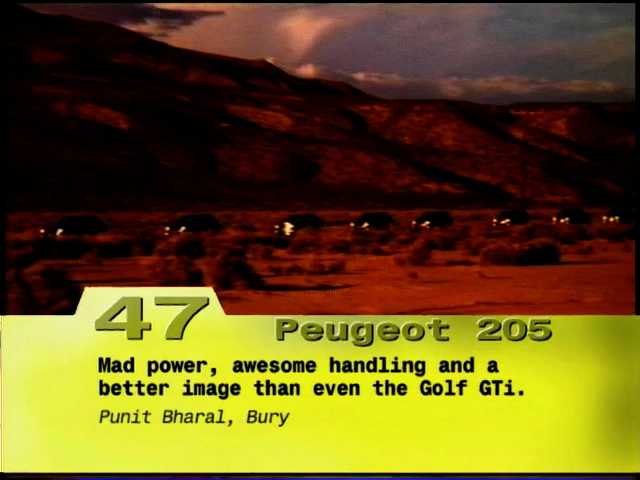 47 Peugeot 205
Mad power, awesome handling and a
better image than even the Golf GTi.
Punit Bharal, Bury